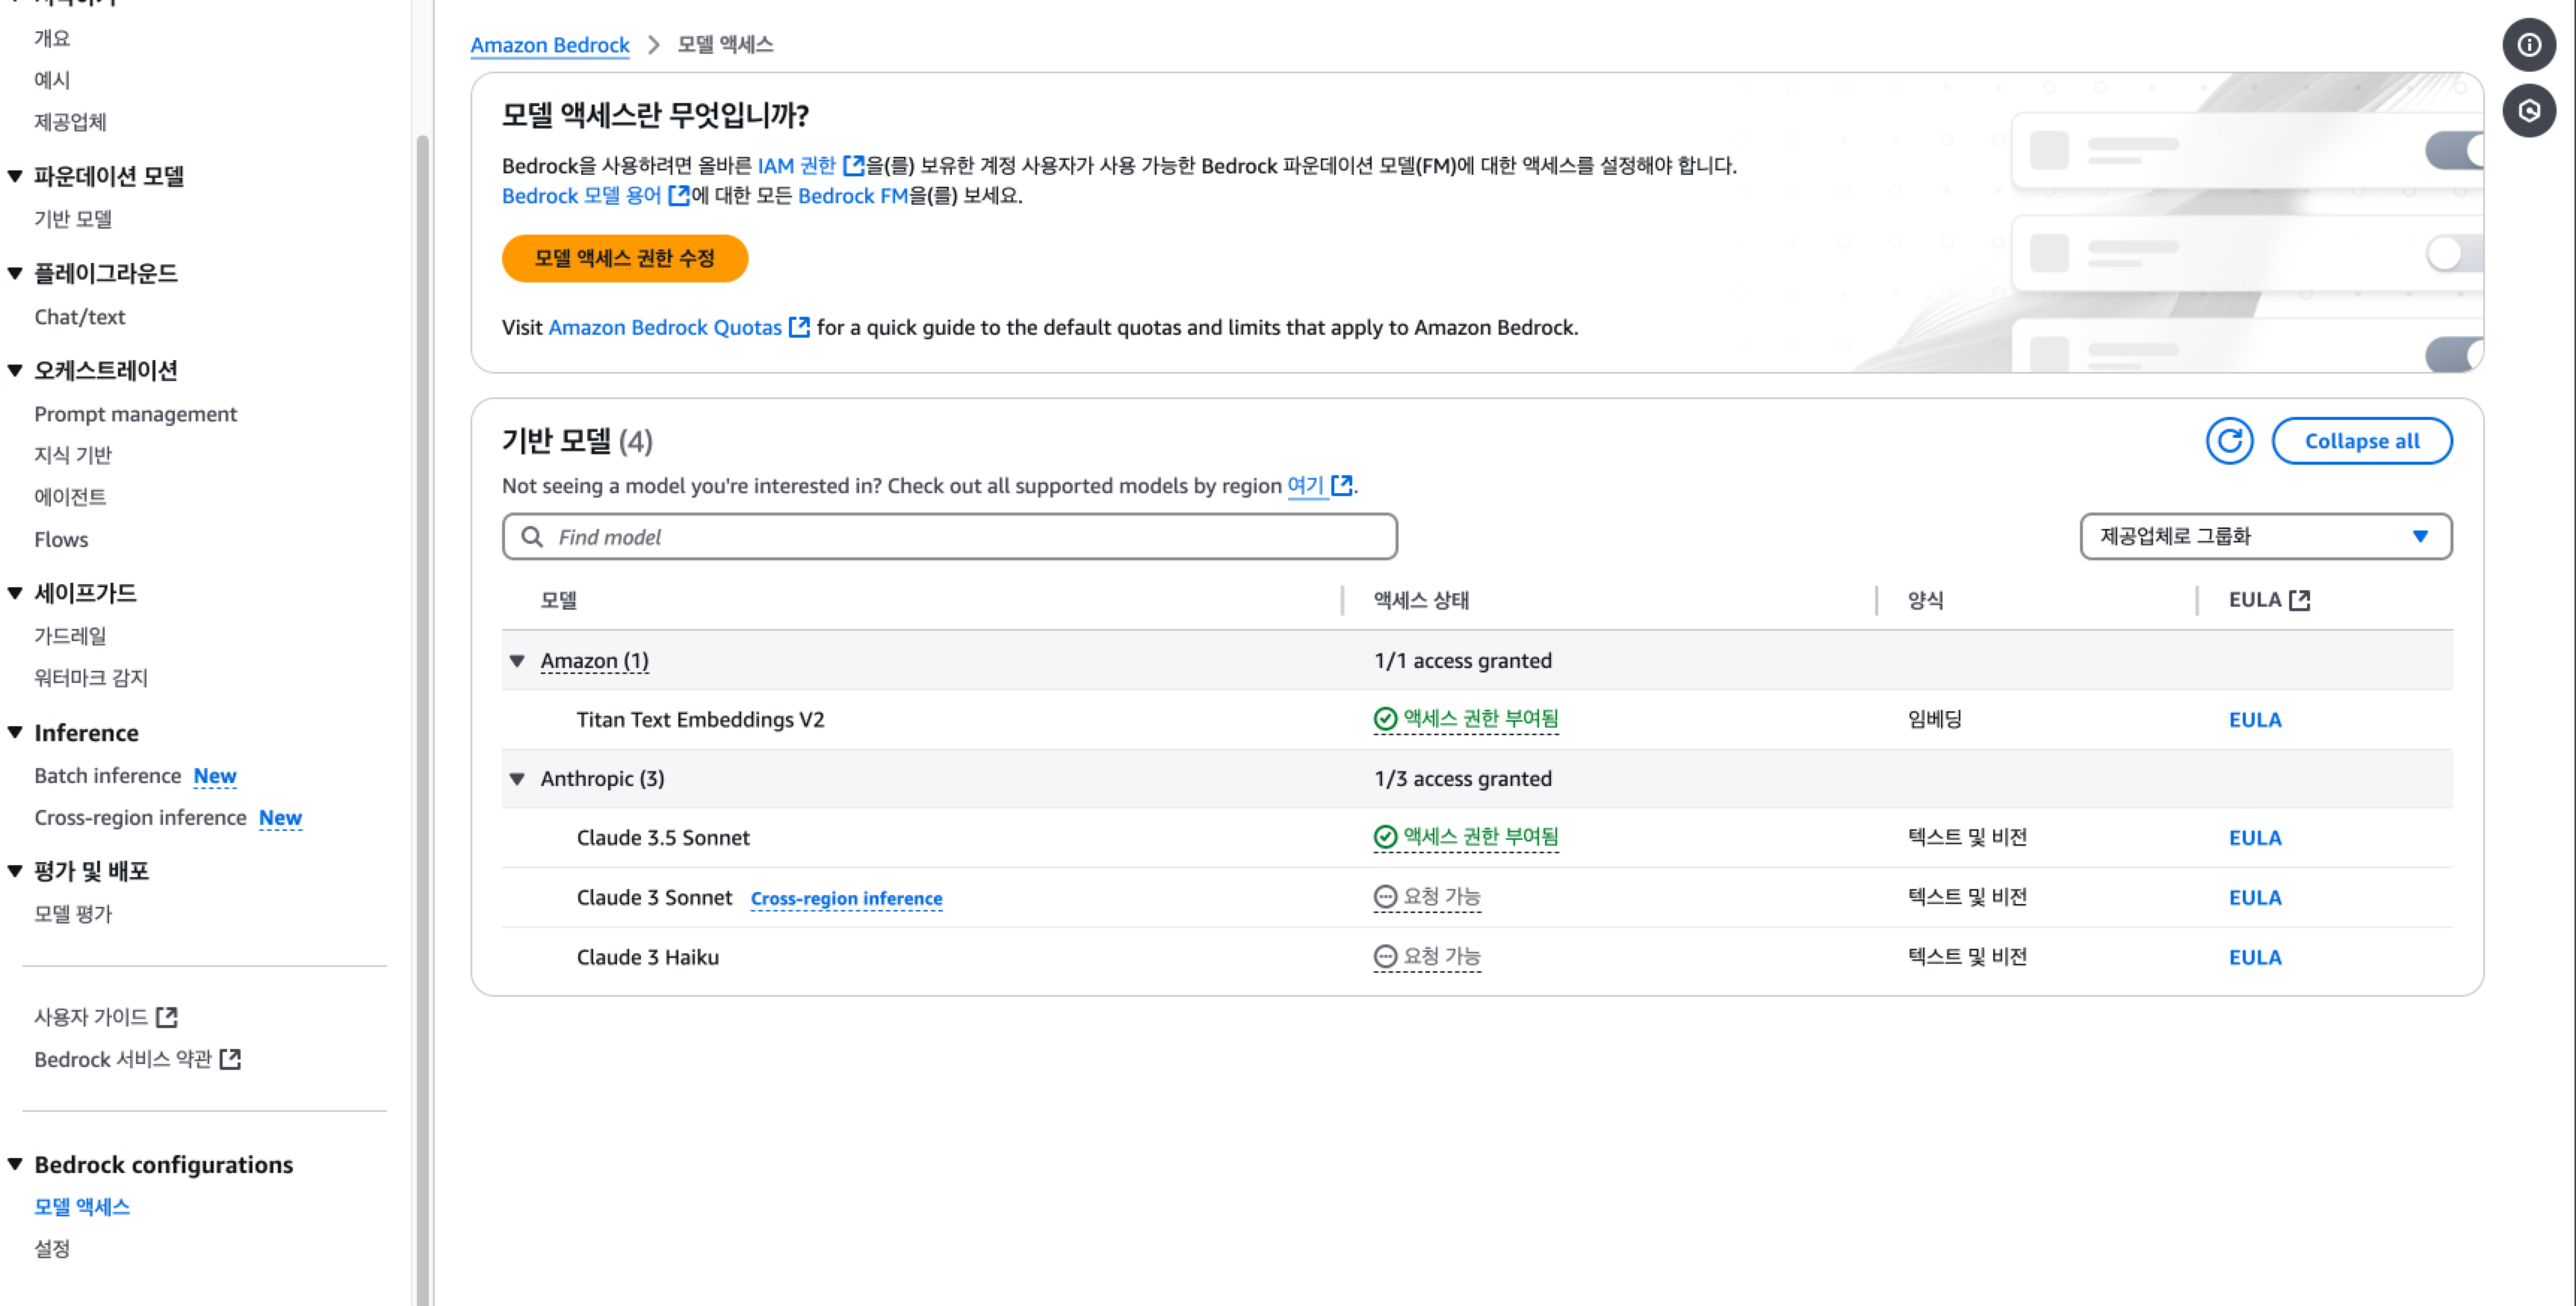 개요
예시
제공업체
파운데이션 모델
기반 모델
플레이그라운드
Chat/text
오케스트레이션
Prompt management
지식 기반
에이전트
Flows
세이프가드
가드레일
워터마크 감지
Inference
Batch inference New
Cross-region inference New
평가 및 배포
모델 평가
사용자 가이드
Bedrock 서비스 약관
Bedrock configurations
모델 액세스
설정
Amazon Bedrock > 모델 액세스
모델 액세스란 무엇입니까?
Bedrock을 사용하려면 올바른 IAM 권한 을(를) 보유한 계정 사용자가 사용 가능한 Bedrock 파운데이션 모델(FM)에 대한 액세스를 설정해야 합니다.
Bedrock 모델 용어 에 대한 모든 Bedrock FM을(를) 보세요.
모델 액세스 권한 수정
Visit Amazon Bedrock Quotas for a quick guide to the default quotas and limits that apply to Amazon Bedrock.
기반 모델 (4)
Collapse all
Not seeing a model you're interested in? Check out all supported models by region 여기 .
Find model
제공업체로 그룹화
모델 액세스 상태 양식 EULA
Amazon (1) 1/1 access granted
Titan Text Embeddings V2 액세스 권한 부여됨 임베딩 EULA
Anthropic (3) 1/3 access granted
Claude 3.5 Sonnet 액세스 권한 부여됨 텍스트 및 비전 EULA
Claude 3 Sonnet Cross-region inference 요청 가능 텍스트 및 비전 EULA
Claude 3 Haiku 요청 가능 텍스트 및 비전 EULA